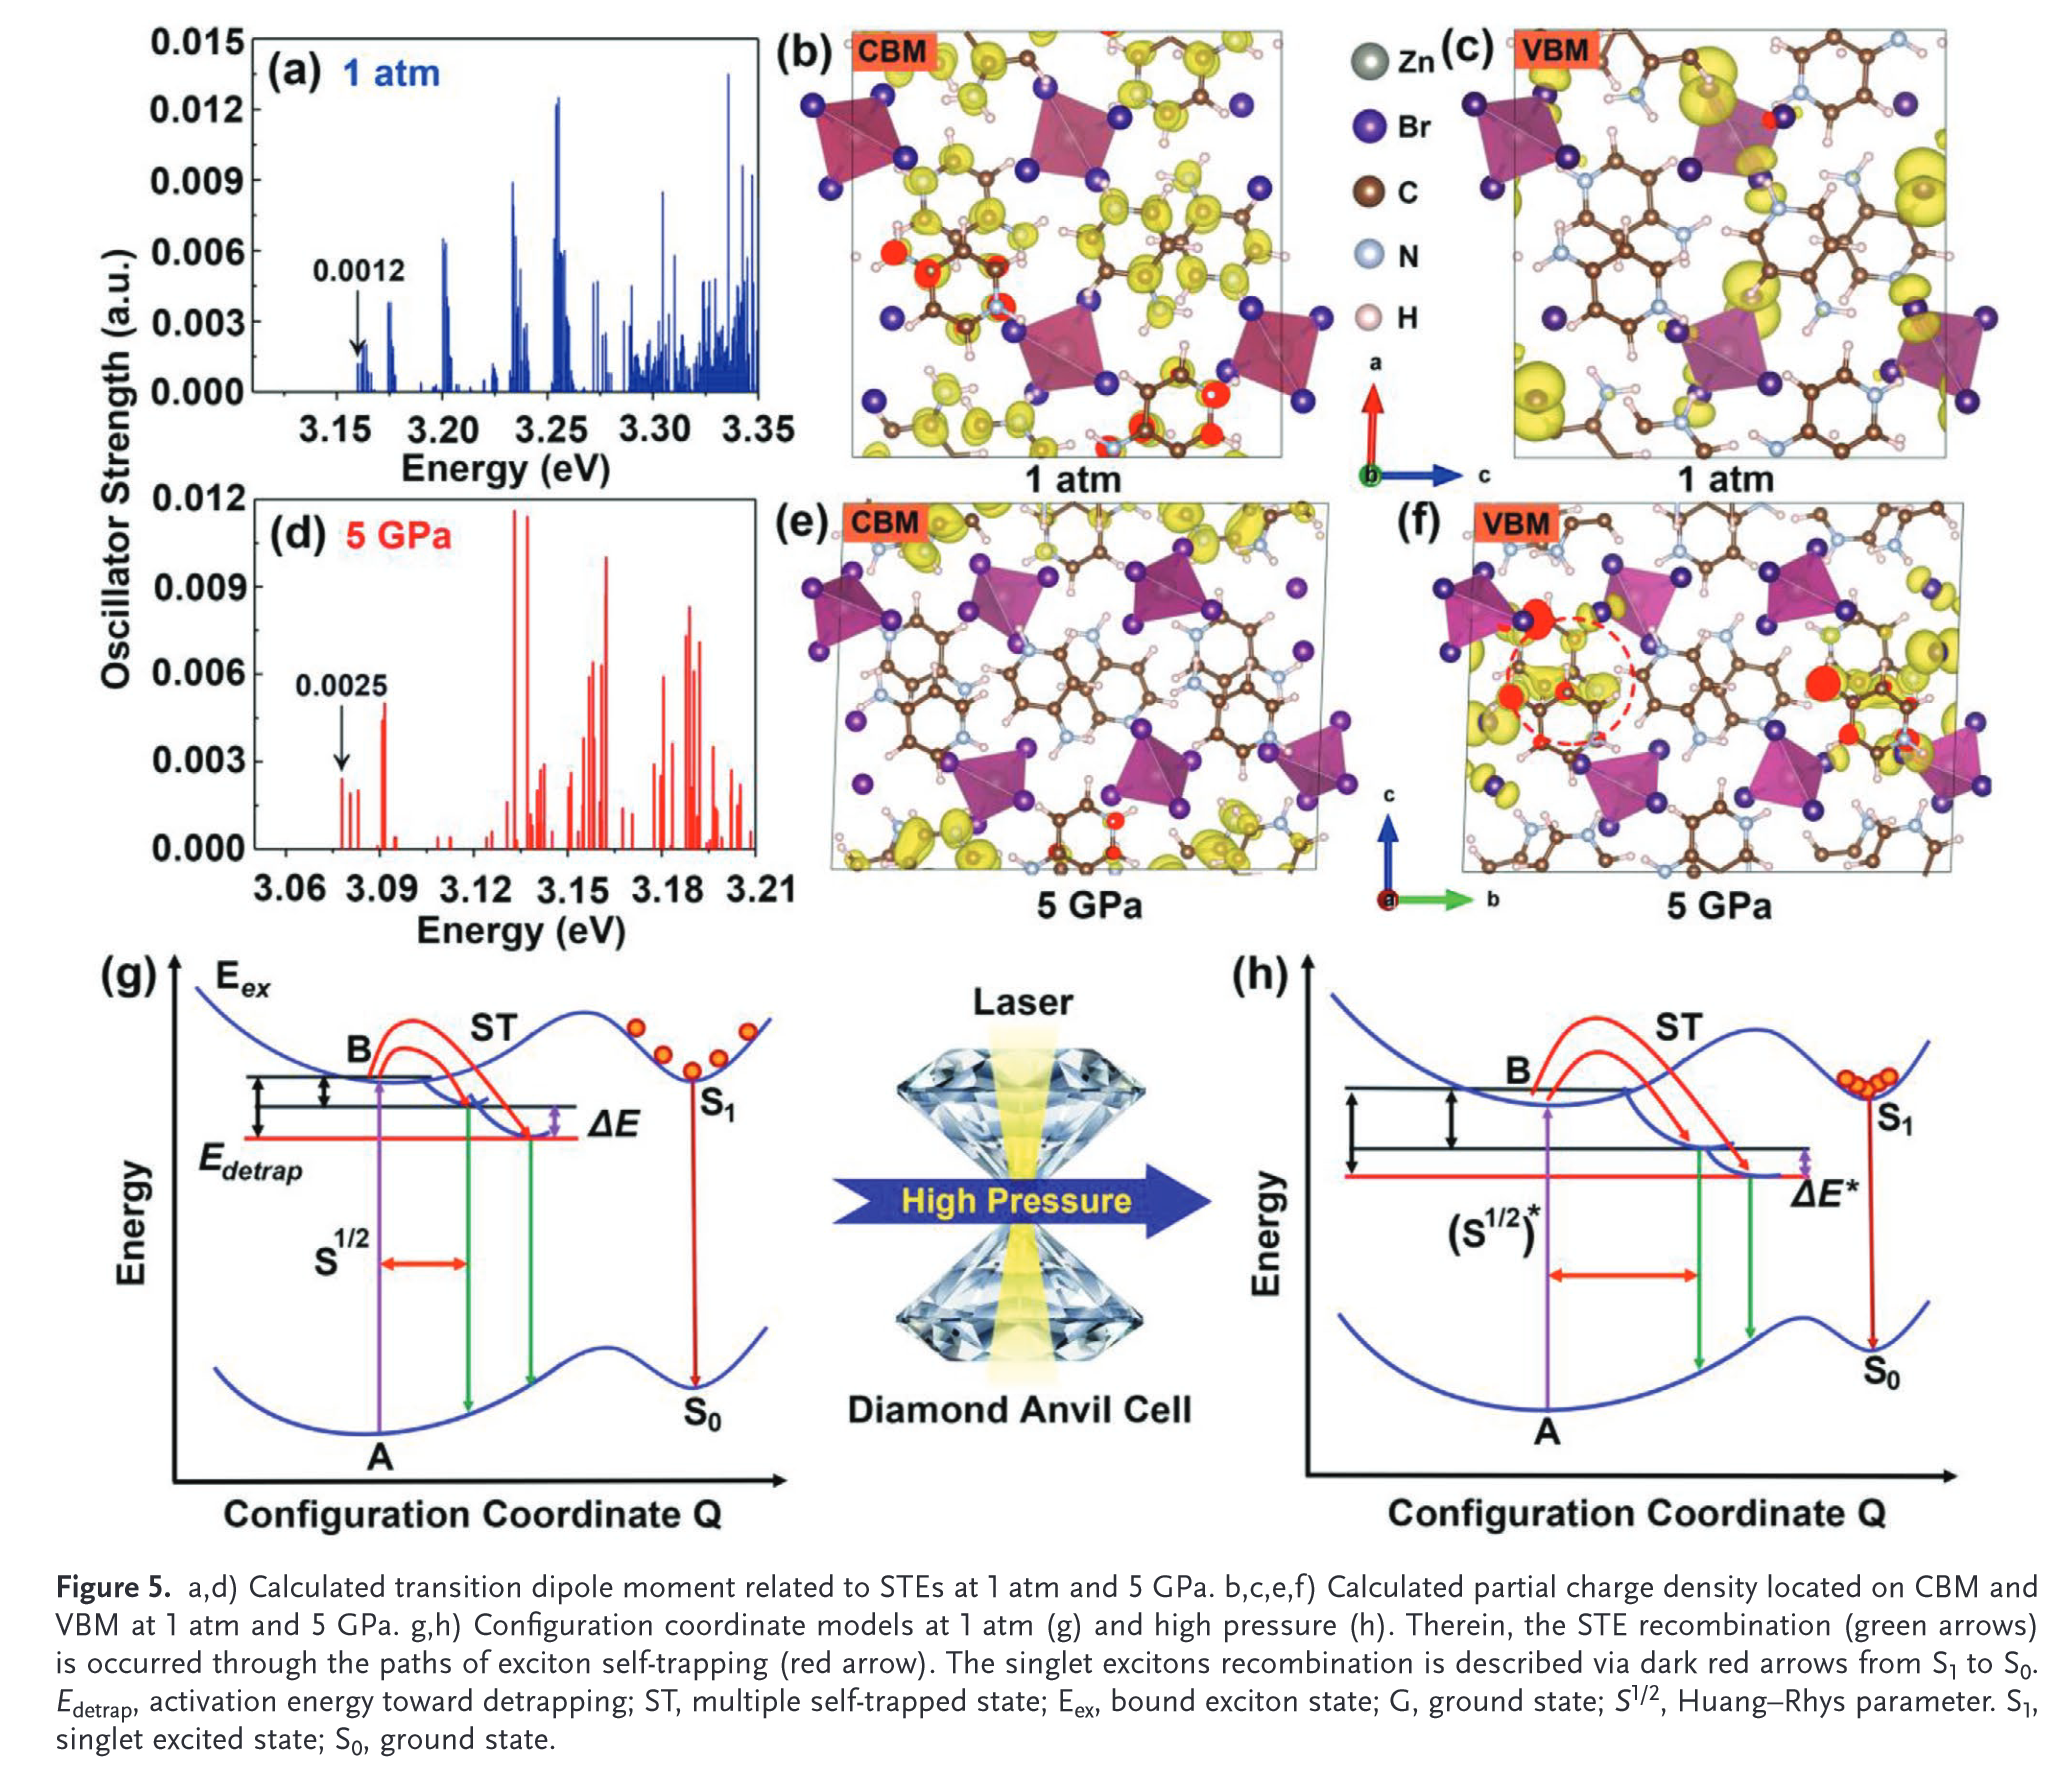 (a) 1 atm
0.015
0.012
0.009
0.006
0.003
0.000
0.0012
3.15 3.20 3.25 3.30 3.35
Energy (eV)
Oscillator Strength (a.u.)
(b) CBM
1 atm
Zn
Br
C
N
H
a
b
c
(c) VBM
1 atm
(d) 5 GPa
0.012
0.009
0.006
0.003
0.000
0.0025
3.06 3.09 3.12 3.15 3.18 3.21
Energy (eV)
(e) CBM
5 GPa
c
a
b
(f) VBM
5 GPa
(g)
Eex
B
ST
S1
ΔE
Edetrap
S1/2
S0
A
Energy
Configuration Coordinate Q
Laser
High Pressure
Diamond Anvil Cell
(h)
B
ST
S1
ΔE*
(S1/2)*
S0
A
Energy
Configuration Coordinate Q
Figure 5. a,d) Calculated transition dipole moment related to STEs at 1 atm and 5 GPa. b,c,e,f) Calculated partial charge density located on CBM and
VBM at 1 atm and 5 GPa. g,h) Configuration coordinate models at 1 atm (g) and high pressure (h). Therein, the STE recombination (green arrows)
is occurred through the paths of exciton self-trapping (red arrow). The singlet excitons recombination is described via dark red arrows from S1 to S0.
Edetrap, activation energy toward detrapping; ST, multiple self-trapped state; Eex, bound exciton state; G, ground state; S1/2, Huang–Rhys parameter. S1,
singlet excited state; S0, ground state.